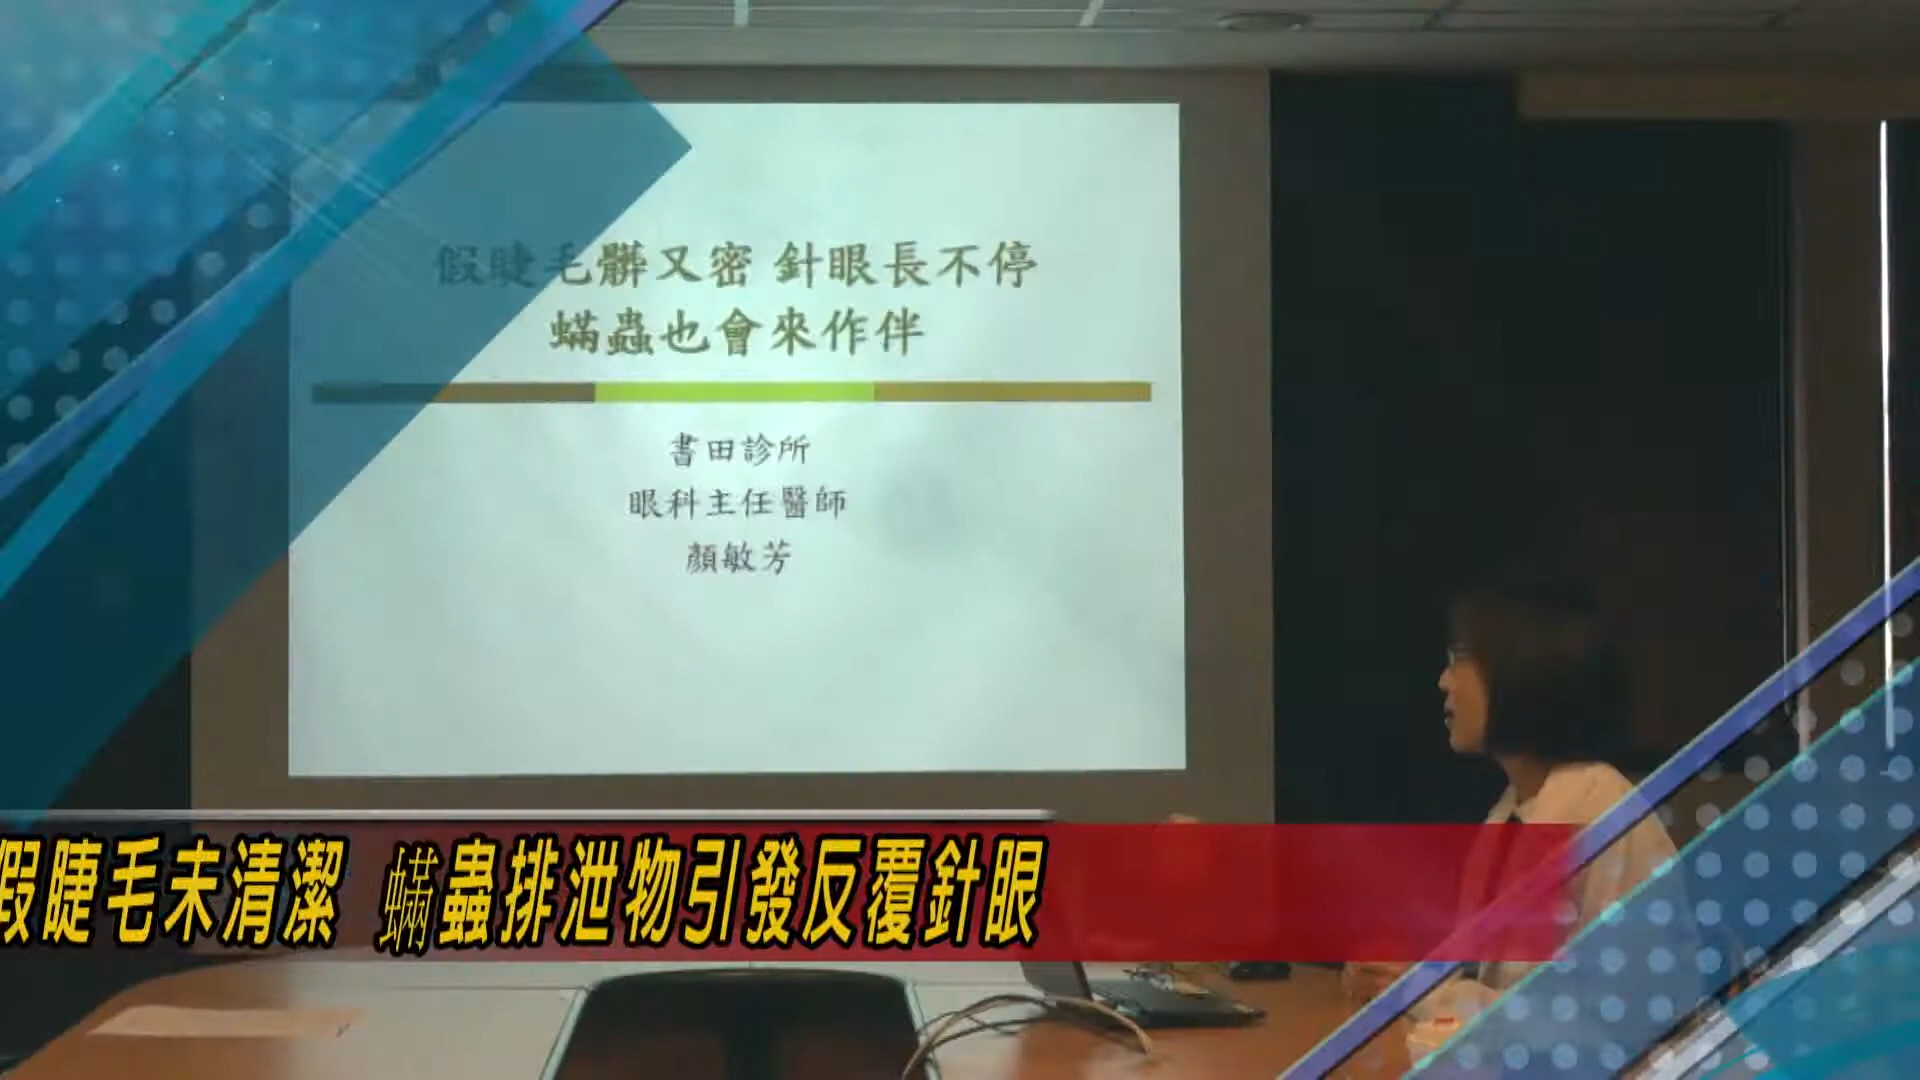 假睫毛髒又密 針眼長不停
蟎蟲也會來作伴
書田診所
眼科主任醫師
顏敏芳
假睫毛未清潔 蟎蟲排泄物引發反覆針眼